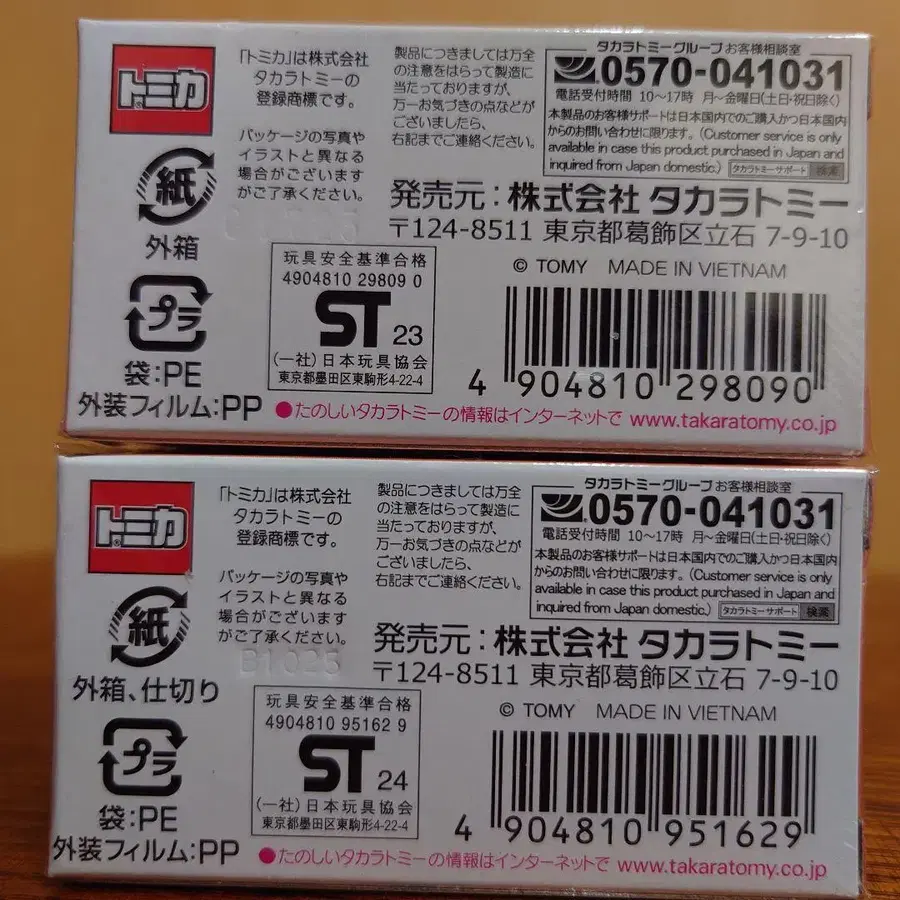 トミカ
「トミカ」は株式会社
タカラトミーの
登録商標です。
パッケージの写真や
イラストと異なる
場合がございます
がご了承ください。
製品につきましては万全
の注意をはらって製造に
当たっておりますが、
万一お気づきの点などが
ございましたら、
右記までご連絡ください。
タカラトミーグループ お客様相談室
0570-041031
電話受付時間 10〜17時 月〜金曜日(土日・祝日除く)
本製品のお客様サポートは日本国内でのご購入かつ日本国内
からのお問い合わせに限ります。(Customer service is only
available in case this product purchased in Japan and
inquired from Japan domestic.) タカラトミーサポート 検索
発売元:株式会社 タカラトミー
〒124-8511 東京都葛飾区立石 7-9-10
© TOMY MADE IN VIETNAM
紙
外箱
プラ
袋:PE
外装フィルム:PP
玩具安全基準合格
4904810 29809 0
ST 23
(一社)日本玩具協会
東京都墨田区東駒形4-22-4
4 904810 298090
●たのしいタカラトミーの情報はインターネットで www.takaratomy.co.jp
トミカ
「トミカ」は株式会社
タカラトミーの
登録商標です。
パッケージの写真や
イラストと異なる
場合がございます
がご了承ください。
B1025
製品につきましては万全
の注意をはらって製造に
当たっておりますが、
万一お気づきの点などが
ございましたら、
右記までご連絡ください。
タカラトミーグループ お客様相談室
0570-041031
電話受付時間 10〜17時 月〜金曜日(土日・祝日除く)
本製品のお客様サポートは日本国内でのご購入かつ日本国内
からのお問い合わせに限ります。(Customer service is only
available in case this product purchased in Japan and
inquired from Japan domestic.) タカラトミーサポート 検索
発売元:株式会社 タカラトミー
〒124-8511 東京都葛飾区立石 7-9-10
© TOMY MADE IN VIETNAM
紙
外箱、仕切り
プラ
袋:PE
外装フィルム:PP
玩具安全基準合格
4904810 95162 9
ST 24
(一社)日本玩具協会
東京都墨田区東駒形4-22-4
4 904810 951629
●たのしいタカラトミーの情報はインターネットで www.takaratomy.co.jp